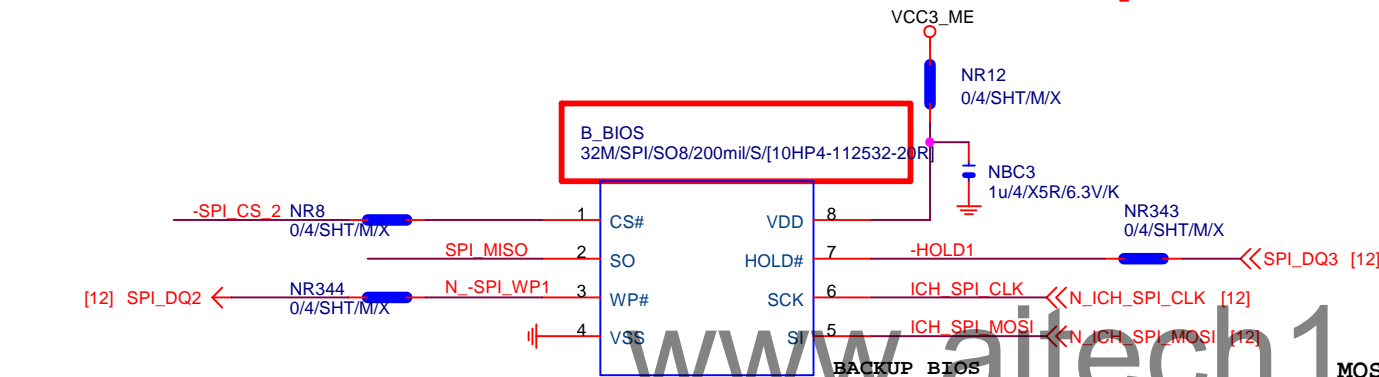 VCC3_ME
NR12
0/4/SHT/M/X
B_BIOS
32M/SPI/SO8/200mil/S/[10HP4-112532-20R]
NBC3
1u/4/X5R/6.3V/K
-SPI_CS_2 NR8 1 CS# VDD 8
0/4/SHT/M/X
NR343
0/4/SHT/M/X
SPI_MISO 2 SO HOLD# 7 -HOLD1 SPI_DQ3 [12]
[12] SPI_DQ2 NR344 N_-SPI_WP1 3 WP# SCK 6 ICH_SPI_CLK N_ICH_SPI_CLK [12]
0/4/SHT/M/X
4 VSS SI 5 ICH_SPI_MOSI N_ICH_SPI_MOSI [12]
www.aitech1
BACKUP BIOS
MOS